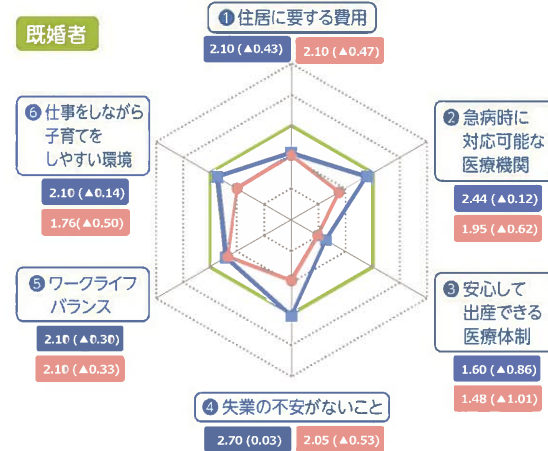 既婚者
❶住居に要する費用
2.10 (▲0.43) 2.10 (▲0.47)
❷ 急病時に
対応可能な
医療機関
2.44 (▲0.12)
1.95 (▲0.62)
❸ 安心して
出産できる
医療体制
1.60 (▲0.86)
1.48 (▲1.01)
❹ 失業の不安がないこと
2.70 (0.03) 2.05 (▲0.53)
❺ ワークライフ
バランス
2.10 (▲0.30)
2.10 (▲0.33)
❻ 仕事をしながら
子育てを
しやすい環境
2.10 (▲0.14)
1.76(▲0.50)